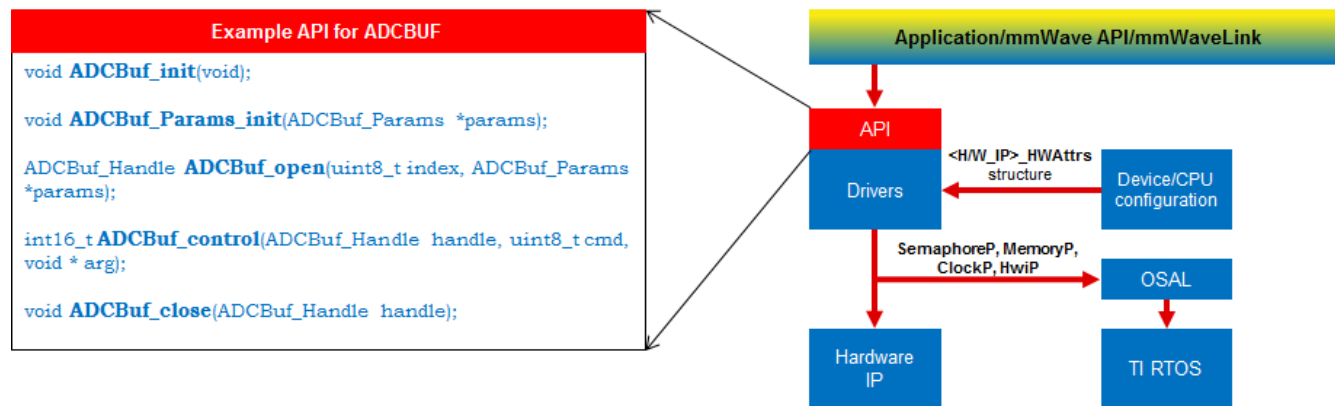 Example API for ADCBUF
void ADCBuf_init(void);
void ADCBuf_Params_init(ADCBuf_Params *params);
ADCBuf_Handle ADCBuf_open(uint8_t index, ADCBuf_Params
*params);
int16_t ADCBuf_control(ADCBuf_Handle handle, uint8_t cmd,
void * arg);
void ADCBuf_close(ADCBuf_Handle handle);
Application/mmWave API/mmWaveLink
API
Drivers
<H/W_IP>_HWAttrs
structure
Device/CPU
configuration
SemaphoreP, MemoryP,
ClockP, HwiP
OSAL
Hardware
IP
TI RTOS